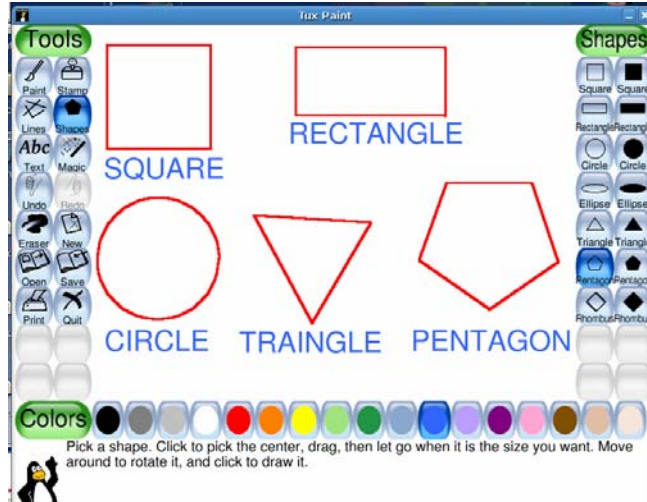 Tux Paint
Tools
Shapes
Paint Stamp
Square Square
Lines Shapes
Rectangle Rectangle
RECTANGLE
Text Magic
Circle Circle
SQUARE
Undo Redo
Ellipse Ellipse
Eraser New
Triangle Triangle
Open Save
Pentagon Pentagon
Print Quit
Rhombus Rhombus
CIRCLE TRAINGLE PENTAGON
Colors
Pick a shape. Click to pick the center, drag, then let go when it is the size you want. Move
around to rotate it, and click to draw it.
Abc